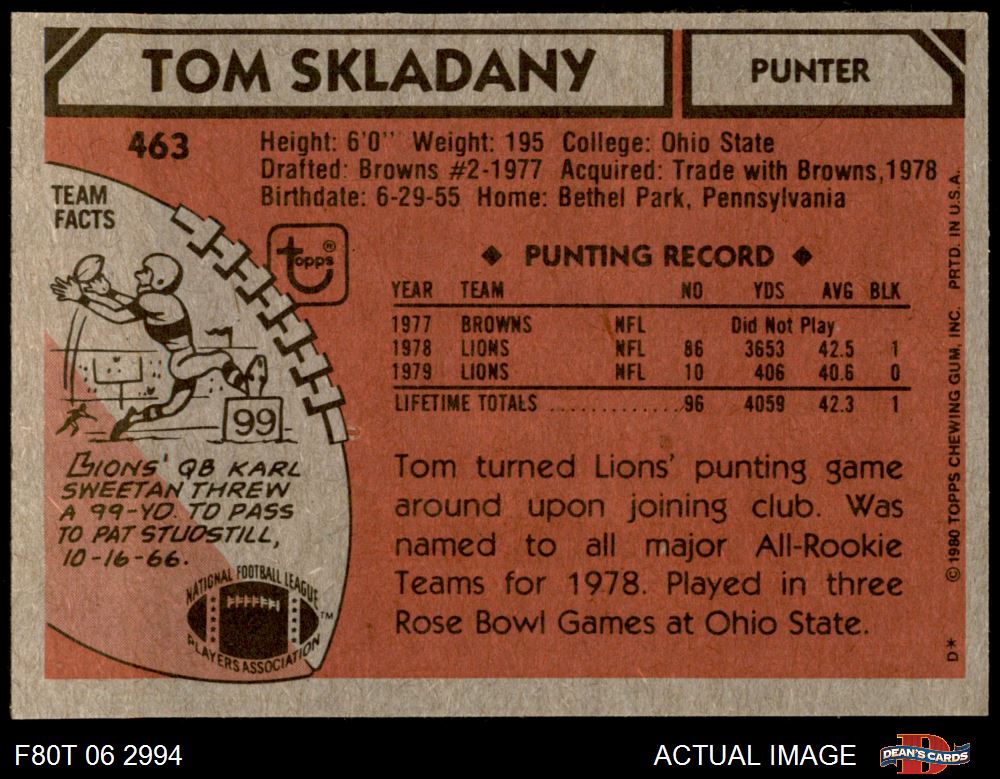 TOM SKLADANY
PUNTER
463
Height: 6'0" Weight: 195 College: Ohio State
Drafted: Browns #2-1977 Acquired: Trade with Browns, 1978
Birthdate: 6-29-55 Home: Bethel Park, Pennsylvania
TEAM
FACTS
topps®
PUNTING RECORD
YEAR TEAM NO YDS AVG BLK
1977 BROWNS NFL Did Not Play
1978 LIONS NFL 86 3653 42.5 1
1979 LIONS NFL 10 406 40.6 0
LIFETIME TOTALS .............. 96 4059 42.3 1
99
LIONS' QB KARL
SWEETAN THREW
A 99-YD. TD PASS
TO PAT STUDSTILL,
10-16-66.
Tom turned Lions' punting game
around upon joining club. Was
named to all major All-Rookie
Teams for 1978. Played in three
Rose Bowl Games at Ohio State.
NATIONAL FOOTBALL LEAGUE
PLAYERS ASSOCIATION
TM
D* © 1980 TOPPS CHEWING GUM, INC. PRTD. IN U.S.A.
F80T 06 2994
ACTUAL IMAGE
DEAN'S CARDS